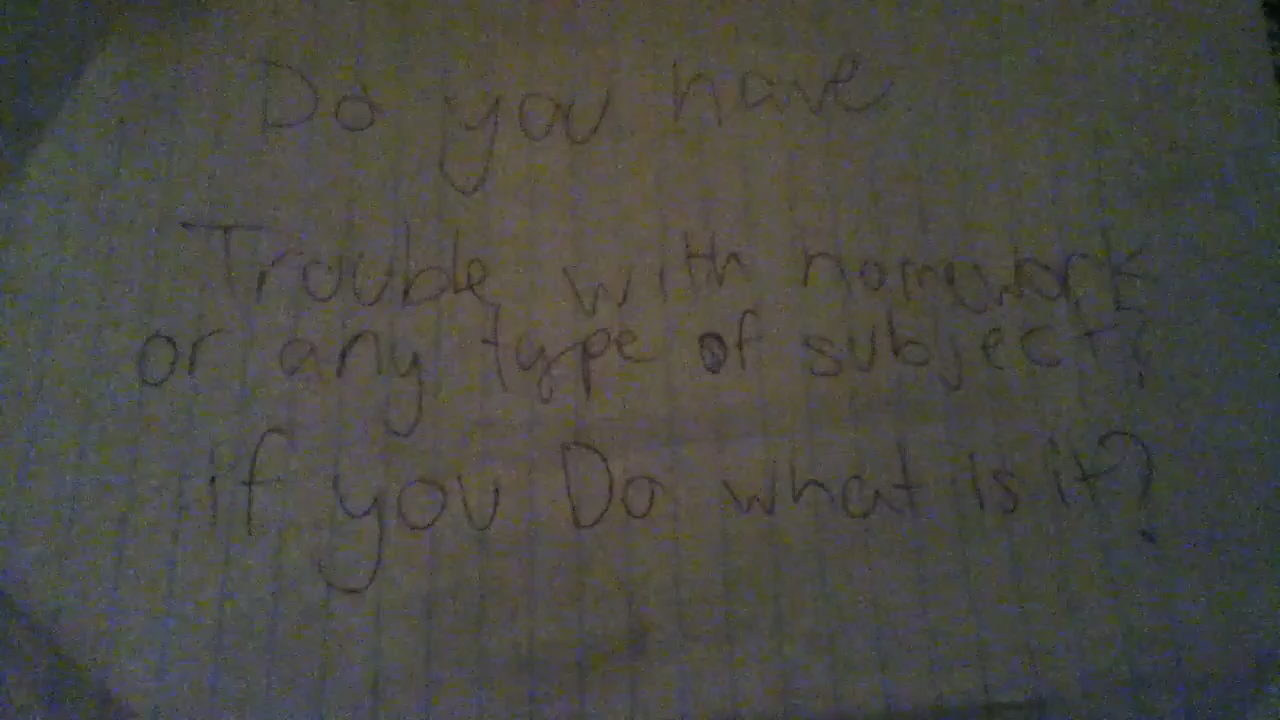 Do you have
Trouble with homework
or any type of subject?
if you Do what is it?